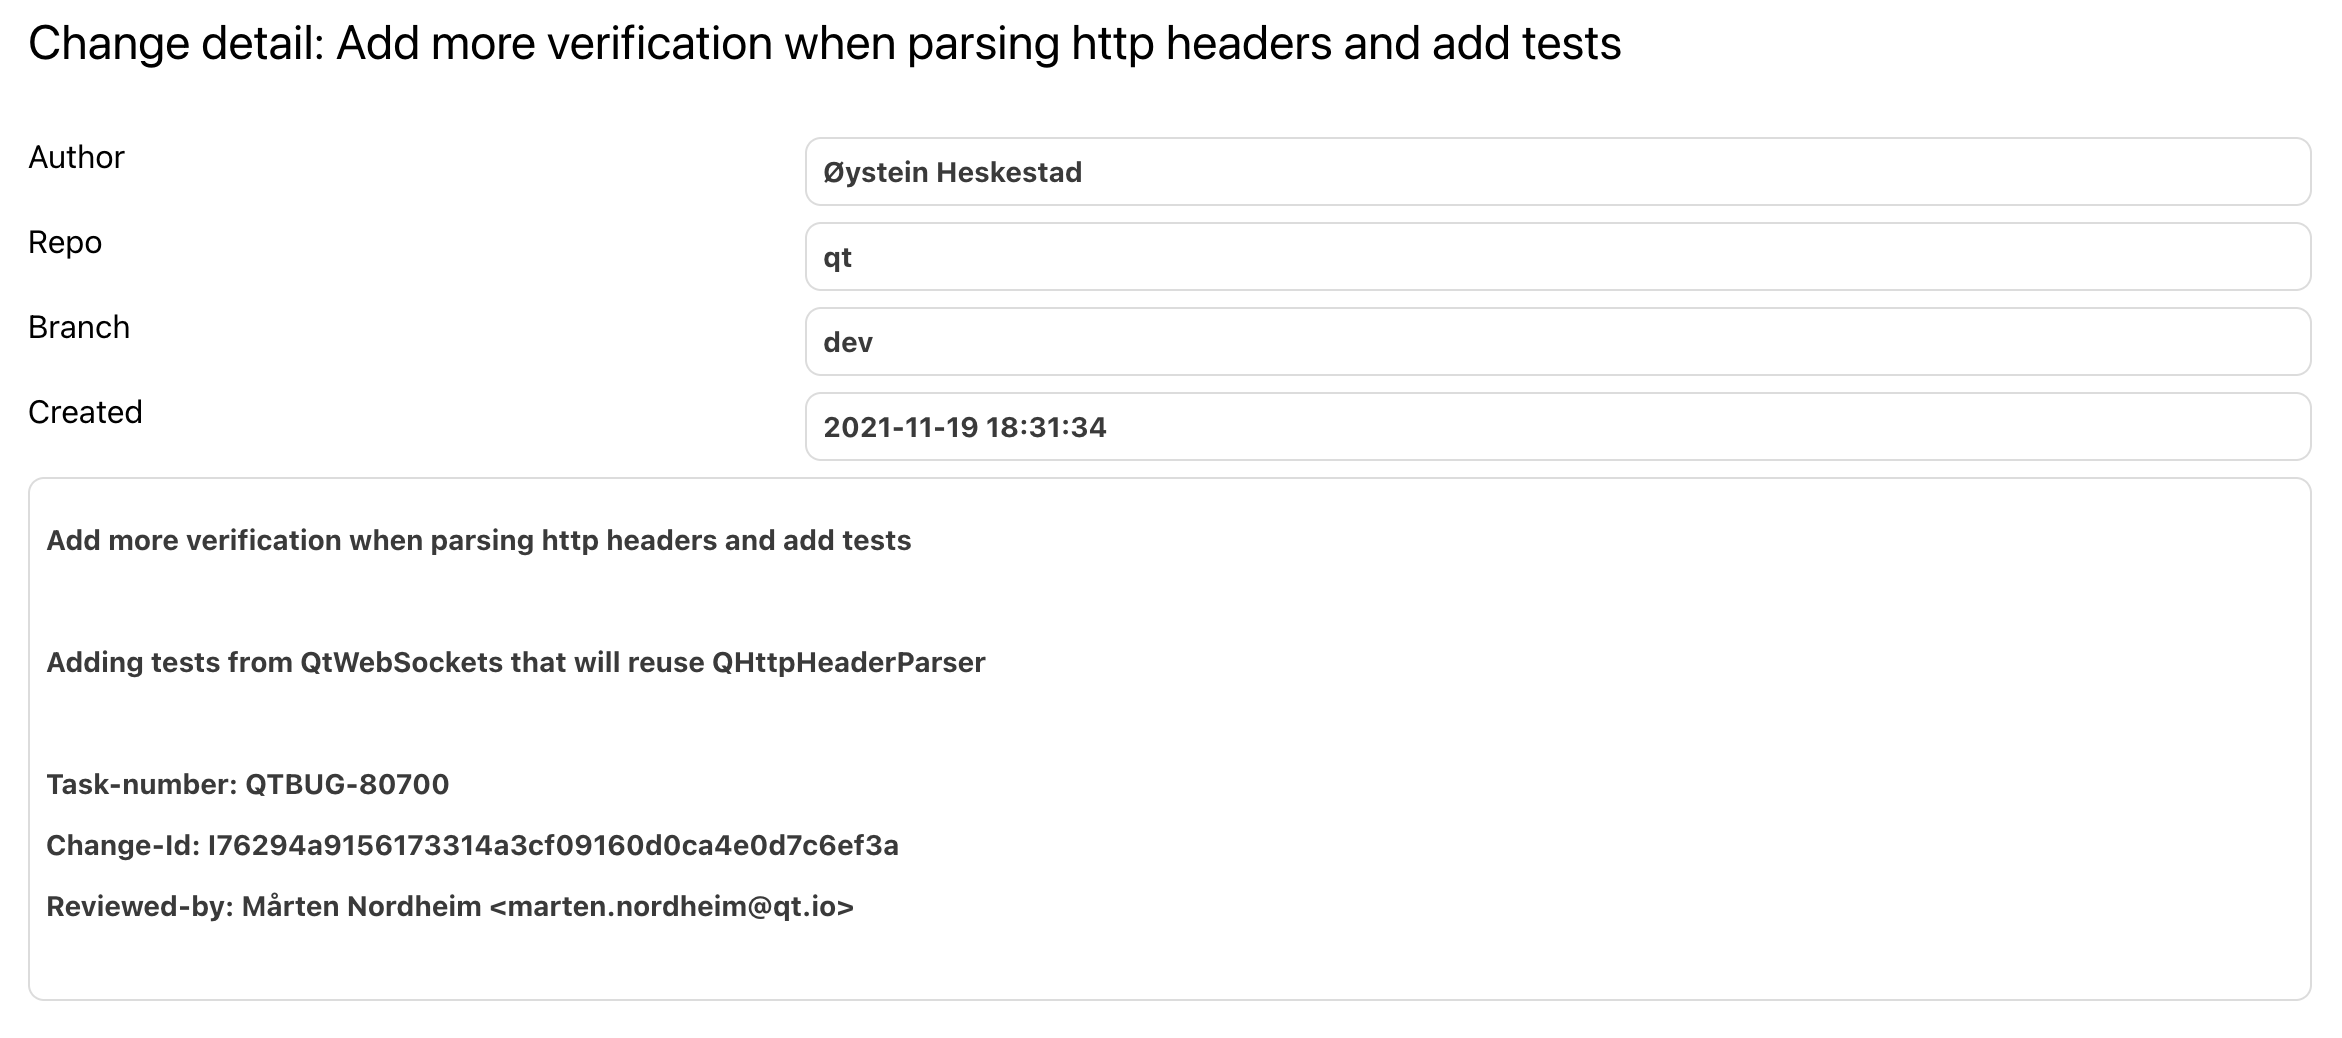 Change detail: Add more verification when parsing http headers and add tests
Author
Øystein Heskestad
Repo
qt
Branch
dev
Created
2021-11-19 18:31:34
Add more verification when parsing http headers and add tests
Adding tests from QtWebSockets that will reuse QHttpHeaderParser
Task-number: QTBUG-80700
Change-Id: I76294a9156173314a3cf09160d0ca4e0d7c6ef3a
Reviewed-by: Mårten Nordheim <marten.nordheim@qt.io>